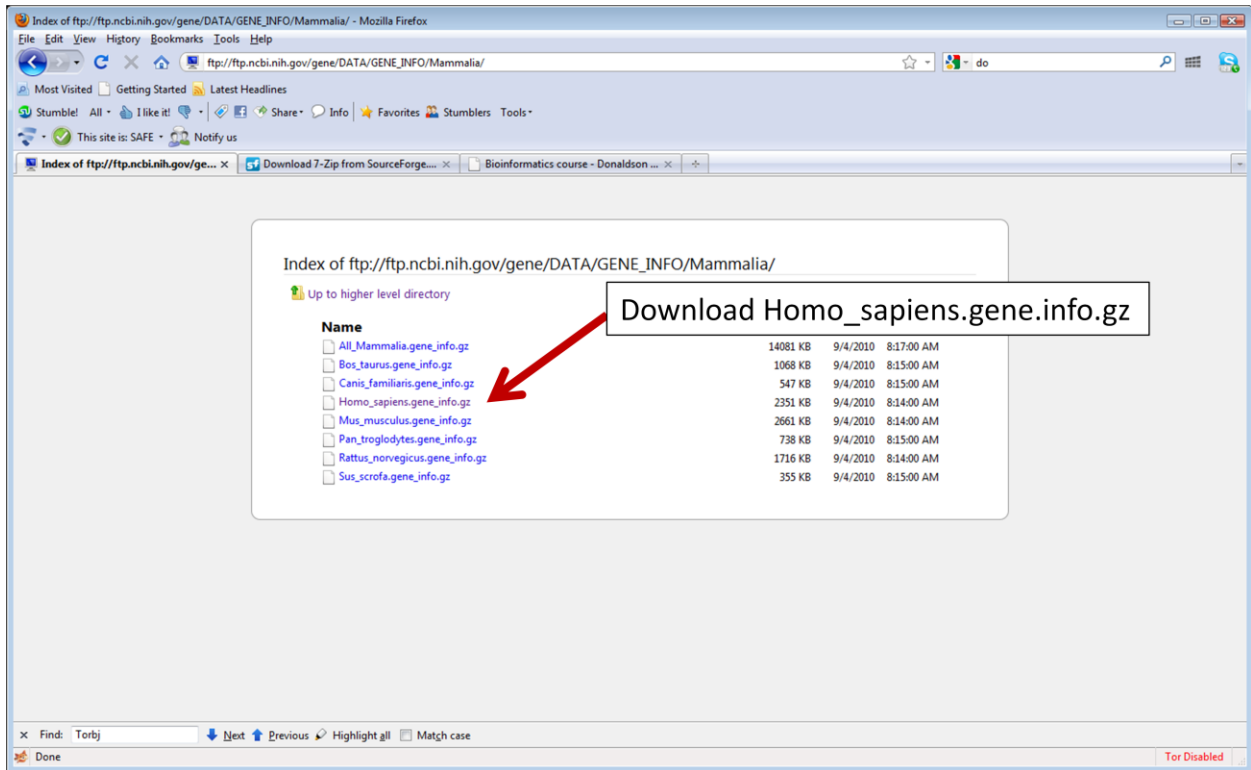 Index of ftp://ftp.ncbi.nih.gov/gene/DATA/GENE_INFO/Mammalia/ - Mozilla Firefox
File Edit View History Bookmarks Tools Help
ftp://ftp.ncbi.nih.gov/gene/DATA/GENE_INFO/Mammalia/ do
Most Visited Getting Started Latest Headlines
Stumble! All I like it! Share Info Favorites Stumblers Tools
This site is: SAFE Notify us
Index of ftp://ftp.ncbi.nih.gov/ge... Download 7-Zip from SourceForge.... Bioinformatics course - Donaldson ...
Index of ftp://ftp.ncbi.nih.gov/gene/DATA/GENE_INFO/Mammalia/
Up to higher level directory
Download Homo_sapiens.gene.info.gz
Name
All_Mammalia.gene_info.gz 14081 KB 9/4/2010 8:17:00 AM
Bos_taurus.gene_info.gz 1068 KB 9/4/2010 8:15:00 AM
Canis_familiaris.gene_info.gz 547 KB 9/4/2010 8:15:00 AM
Homo_sapiens.gene_info.gz 2351 KB 9/4/2010 8:14:00 AM
Mus_musculus.gene_info.gz 2661 KB 9/4/2010 8:14:00 AM
Pan_troglodytes.gene_info.gz 738 KB 9/4/2010 8:15:00 AM
Rattus_norvegicus.gene_info.gz 1716 KB 9/4/2010 8:14:00 AM
Sus_scrofa.gene_info.gz 355 KB 9/4/2010 8:15:00 AM
Find: Torbj Next Previous Highlight all Match case
Done Tor Disabled